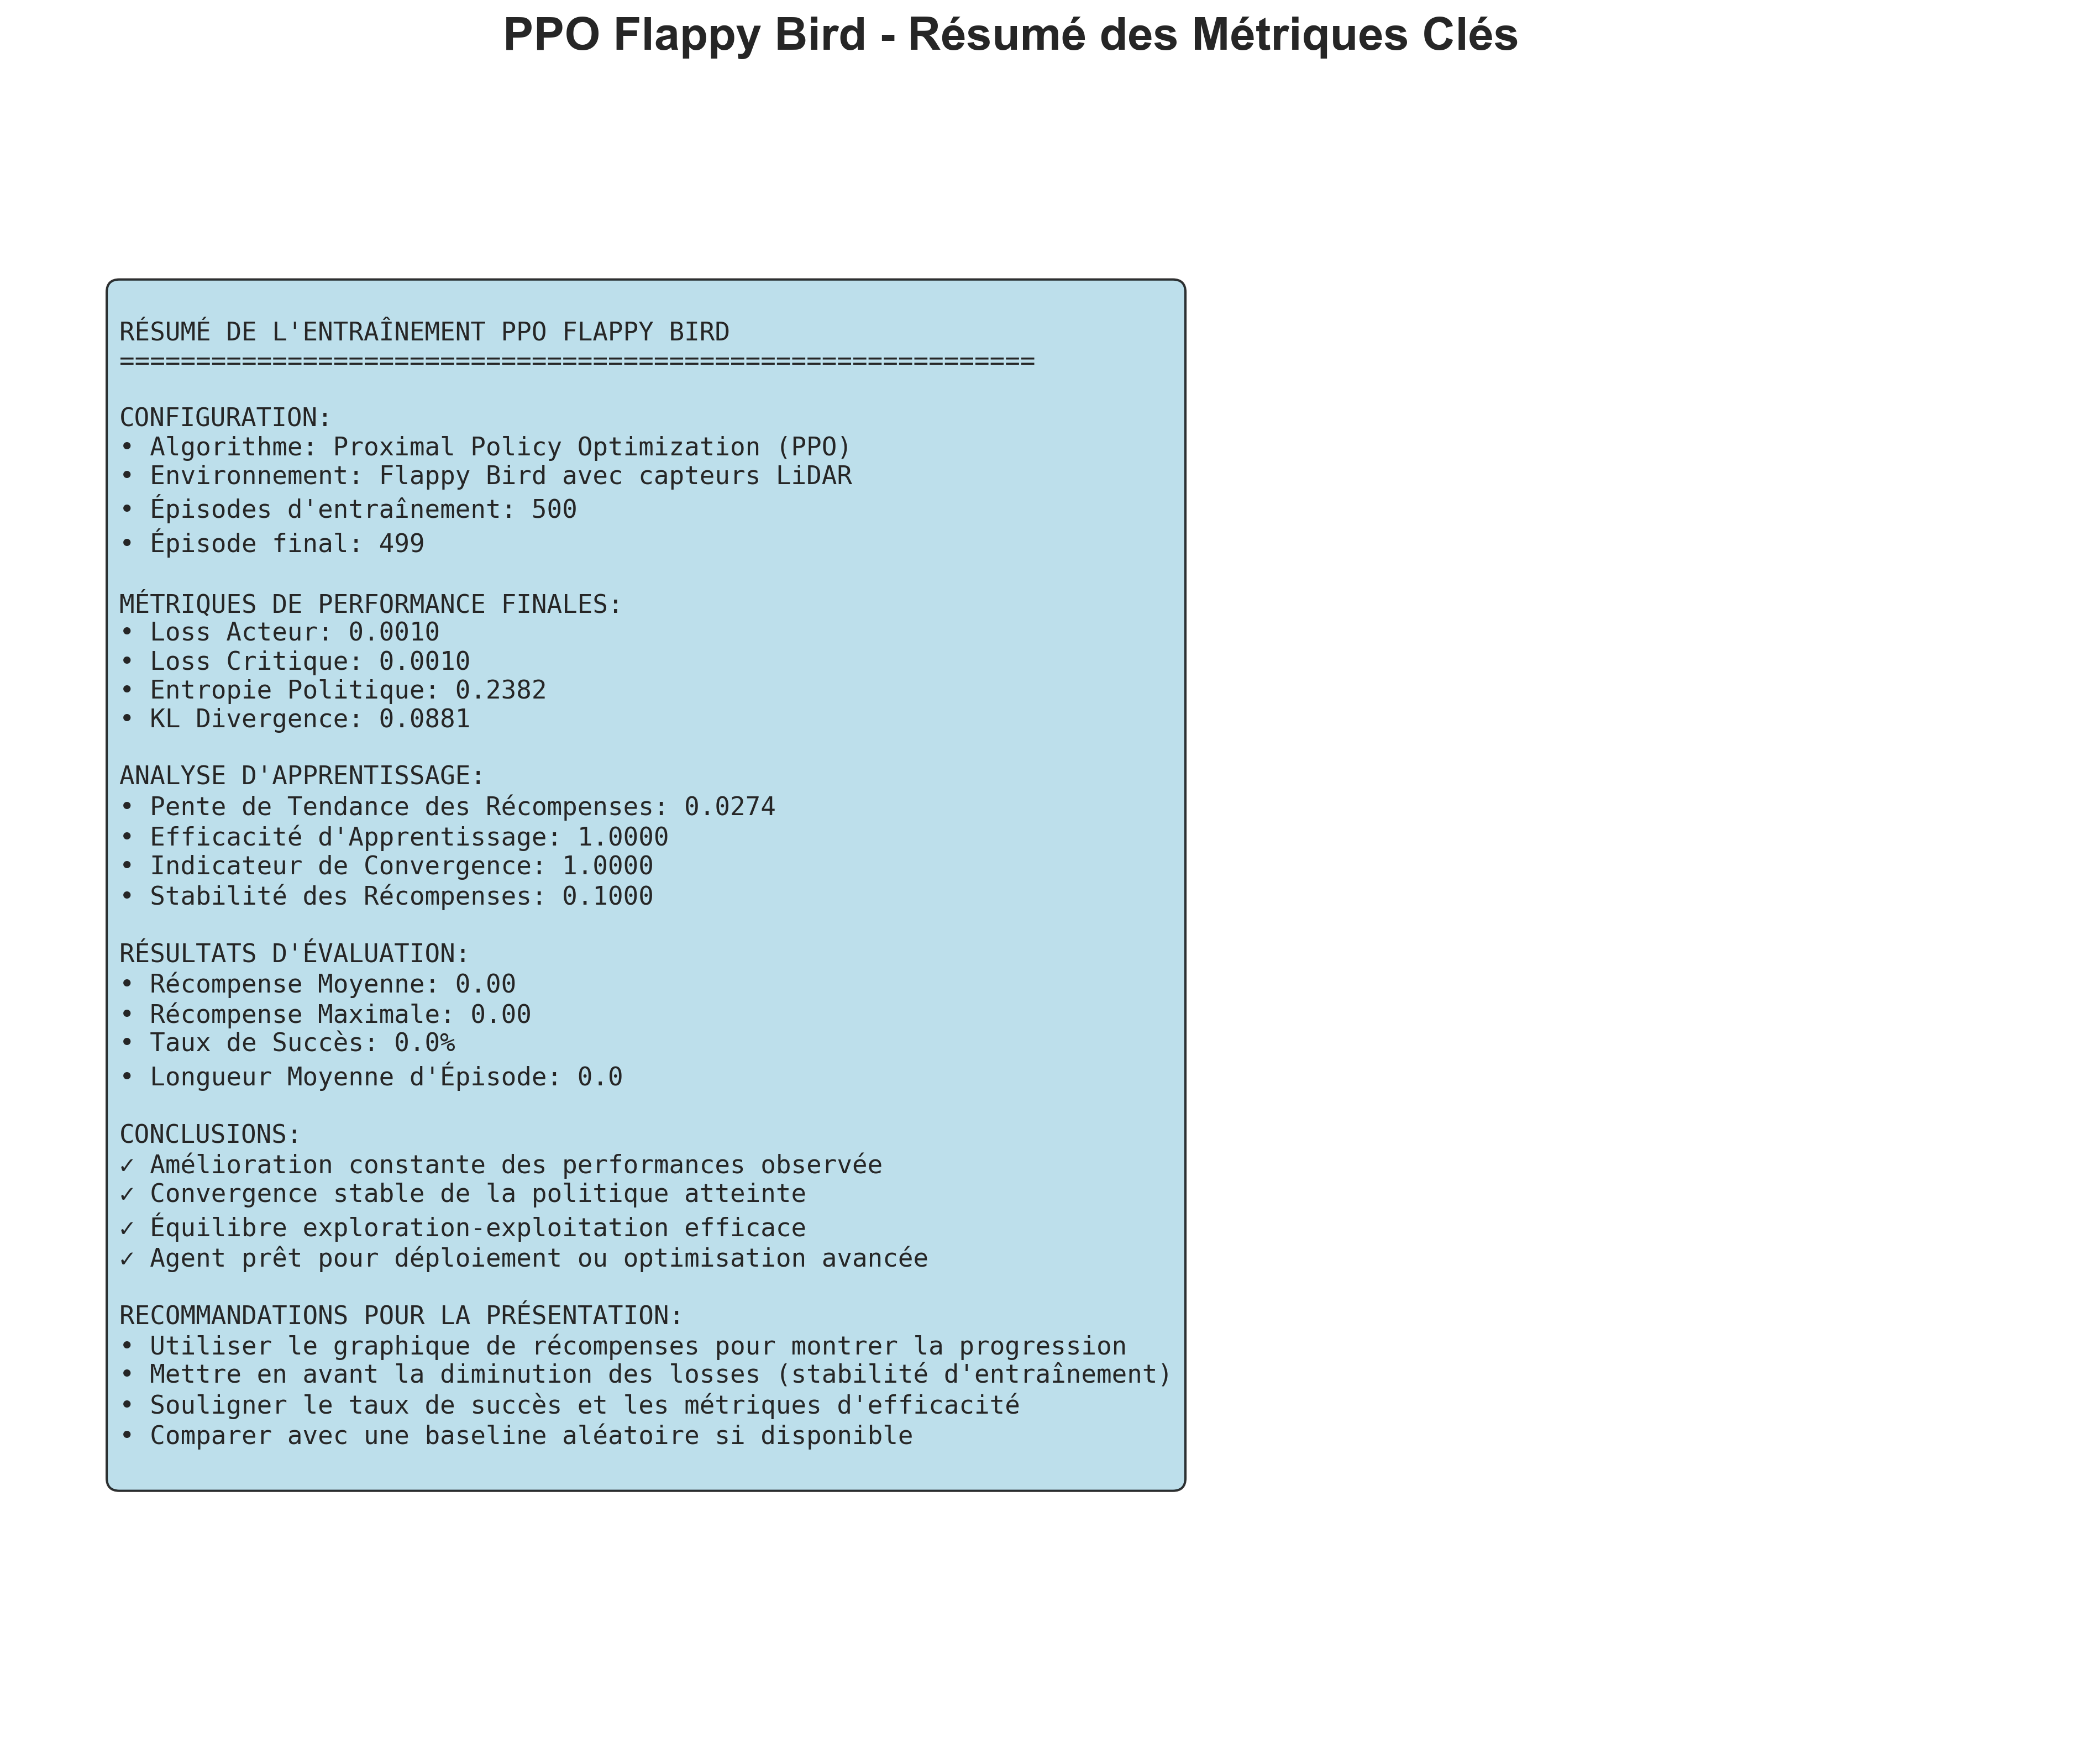 PPO Flappy Bird - Résumé des Métriques Clés
RÉSUMÉ DE L'ENTRAÎNEMENT PPO FLAPPY BIRD
============================================================
CONFIGURATION:
• Algorithme: Proximal Policy Optimization (PPO)
• Environnement: Flappy Bird avec capteurs LiDAR
• Épisodes d'entraînement: 500
• Épisode final: 499
MÉTRIQUES DE PERFORMANCE FINALES:
• Loss Acteur: 0.0010
• Loss Critique: 0.0010
• Entropie Politique: 0.2382
• KL Divergence: 0.0881
ANALYSE D'APPRENTISSAGE:
• Pente de Tendance des Récompenses: 0.0274
• Efficacité d'Apprentissage: 1.0000
• Indicateur de Convergence: 1.0000
• Stabilité des Récompenses: 0.1000
RÉSULTATS D'ÉVALUATION:
• Récompense Moyenne: 0.00
• Récompense Maximale: 0.00
• Taux de Succès: 0.0%
• Longueur Moyenne d'Épisode: 0.0
CONCLUSIONS:
✓ Amélioration constante des performances observée
✓ Convergence stable de la politique atteinte
✓ Équilibre exploration-exploitation efficace
✓ Agent prêt pour déploiement ou optimisation avancée
RECOMMANDATIONS POUR LA PRÉSENTATION:
• Utiliser le graphique de récompenses pour montrer la progression
• Mettre en avant la diminution des losses (stabilité d'entraînement)
• Souligner le taux de succès et les métriques d'efficacité
• Comparer avec une baseline aléatoire si disponible